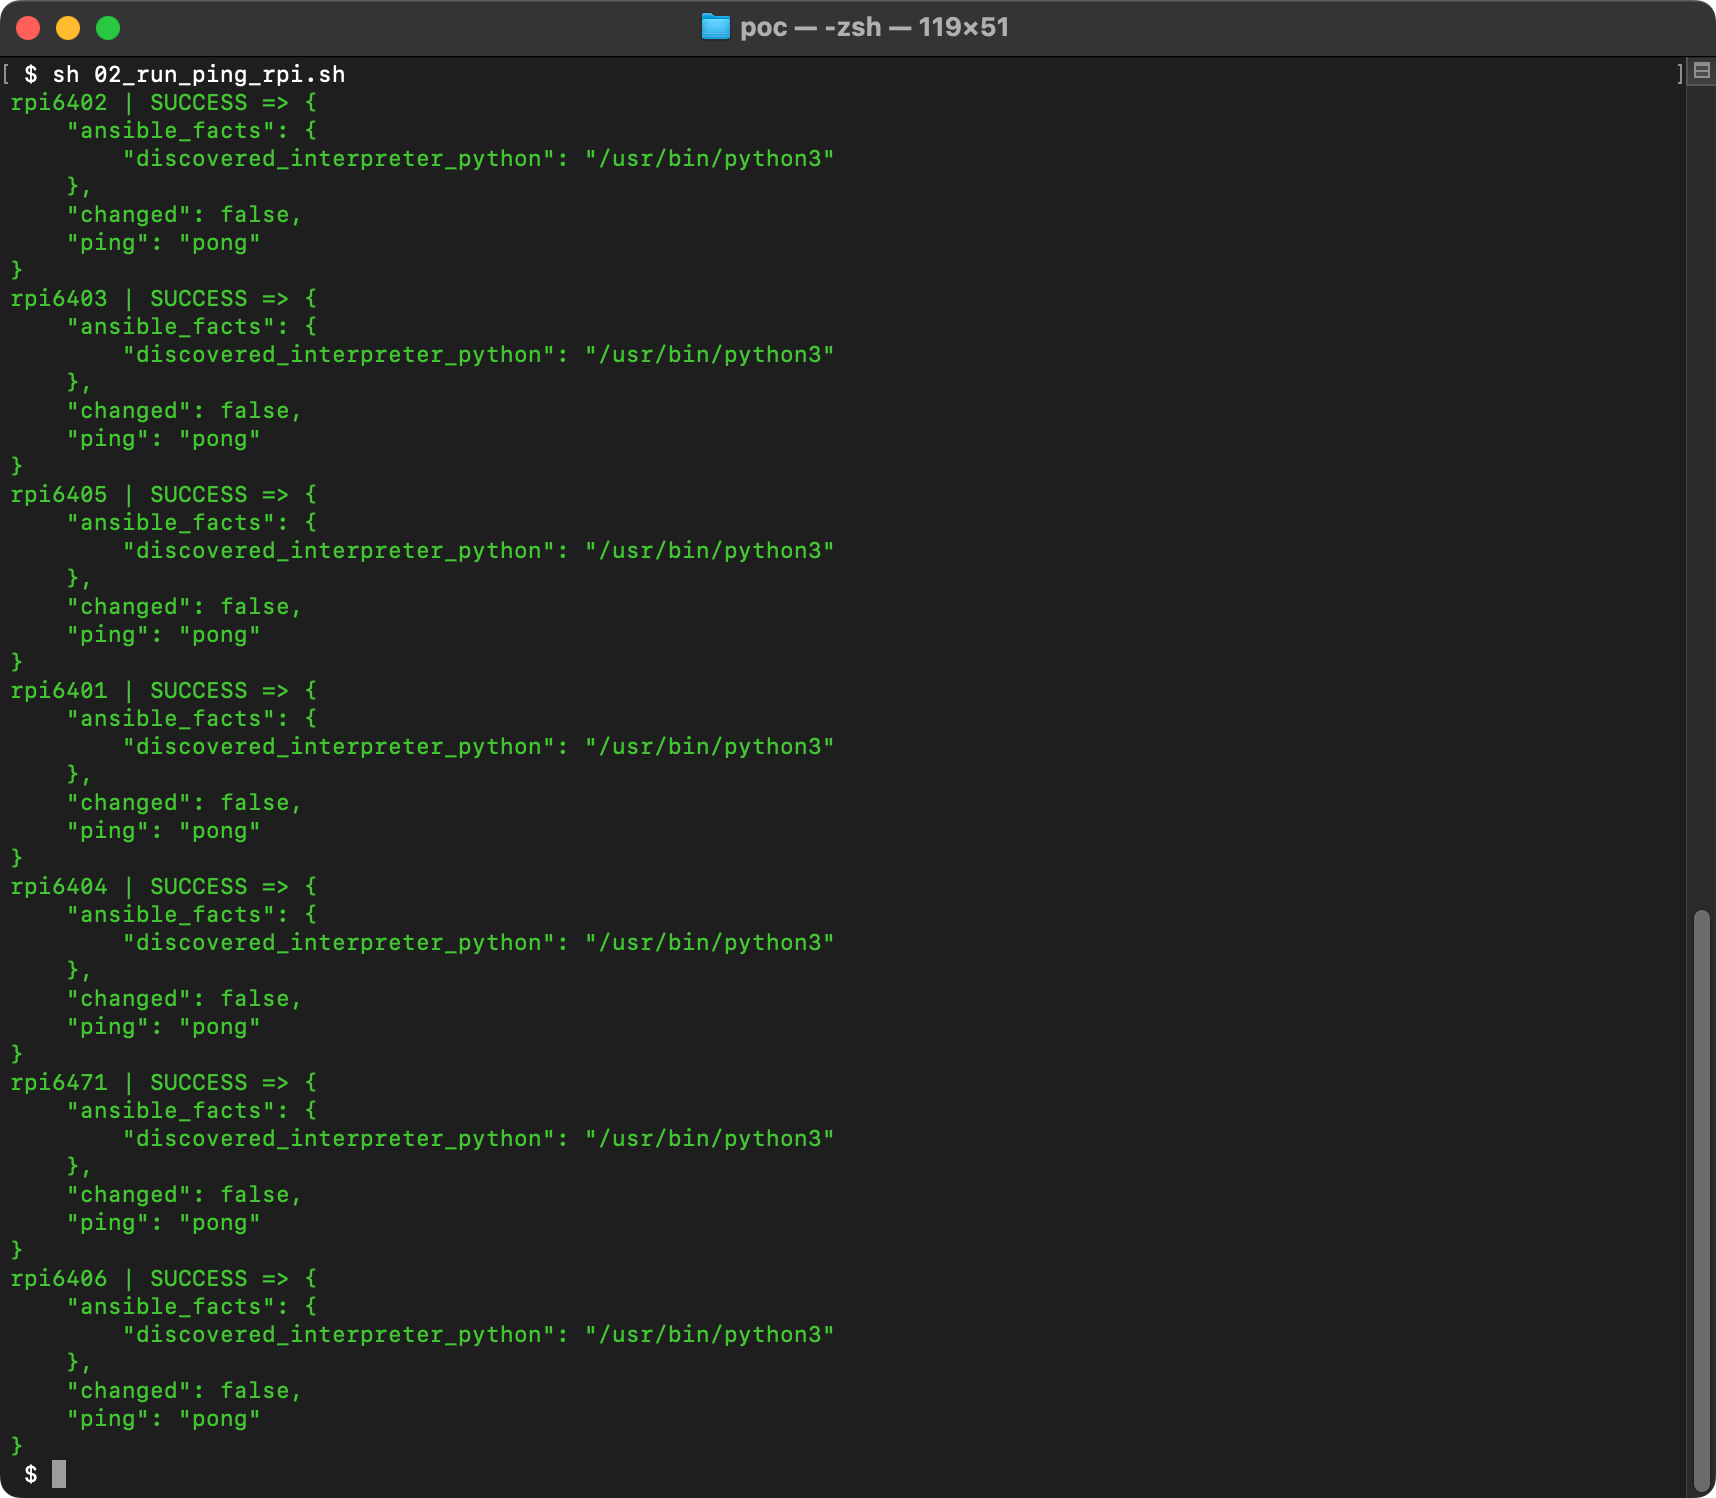 poc — -zsh — 119×51
[ $ sh 02_run_ping_rpi.sh ]
rpi6402 | SUCCESS => {
    "ansible_facts": {
        "discovered_interpreter_python": "/usr/bin/python3"
    },
    "changed": false,
    "ping": "pong"
}
rpi6403 | SUCCESS => {
    "ansible_facts": {
        "discovered_interpreter_python": "/usr/bin/python3"
    },
    "changed": false,
    "ping": "pong"
}
rpi6405 | SUCCESS => {
    "ansible_facts": {
        "discovered_interpreter_python": "/usr/bin/python3"
    },
    "changed": false,
    "ping": "pong"
}
rpi6401 | SUCCESS => {
    "ansible_facts": {
        "discovered_interpreter_python": "/usr/bin/python3"
    },
    "changed": false,
    "ping": "pong"
}
rpi6404 | SUCCESS => {
    "ansible_facts": {
        "discovered_interpreter_python": "/usr/bin/python3"
    },
    "changed": false,
    "ping": "pong"
}
rpi6471 | SUCCESS => {
    "ansible_facts": {
        "discovered_interpreter_python": "/usr/bin/python3"
    },
    "changed": false,
    "ping": "pong"
}
rpi6406 | SUCCESS => {
    "ansible_facts": {
        "discovered_interpreter_python": "/usr/bin/python3"
    },
    "changed": false,
    "ping": "pong"
}
 $